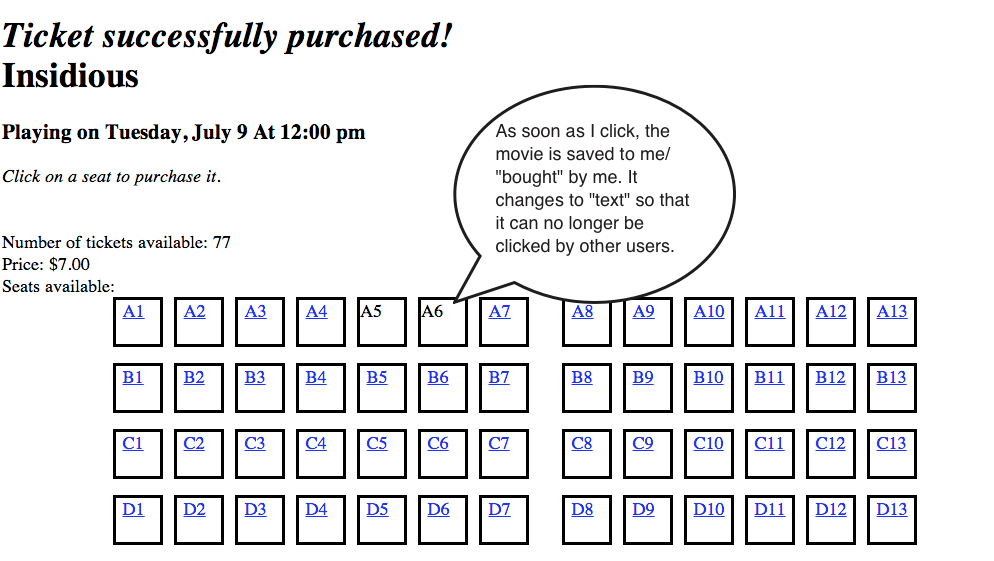 Ticket successfully purchased!
Insidious
Playing on Tuesday, July 9 At 12:00 pm
Click on a seat to purchase it.
As soon as I click, the
movie is saved to me/
"bought" by me. It
changes to "text" so that
it can no longer be
clicked by other users.
Number of tickets available: 77
Price: $7.00
Seats available:
A1 A2 A3 A4 A5 A6 A7 A8 A9 A10 A11 A12 A13
B1 B2 B3 B4 B5 B6 B7 B8 B9 B10 B11 B12 B13
C1 C2 C3 C4 C5 C6 C7 C8 C9 C10 C11 C12 C13
D1 D2 D3 D4 D5 D6 D7 D8 D9 D10 D11 D12 D13